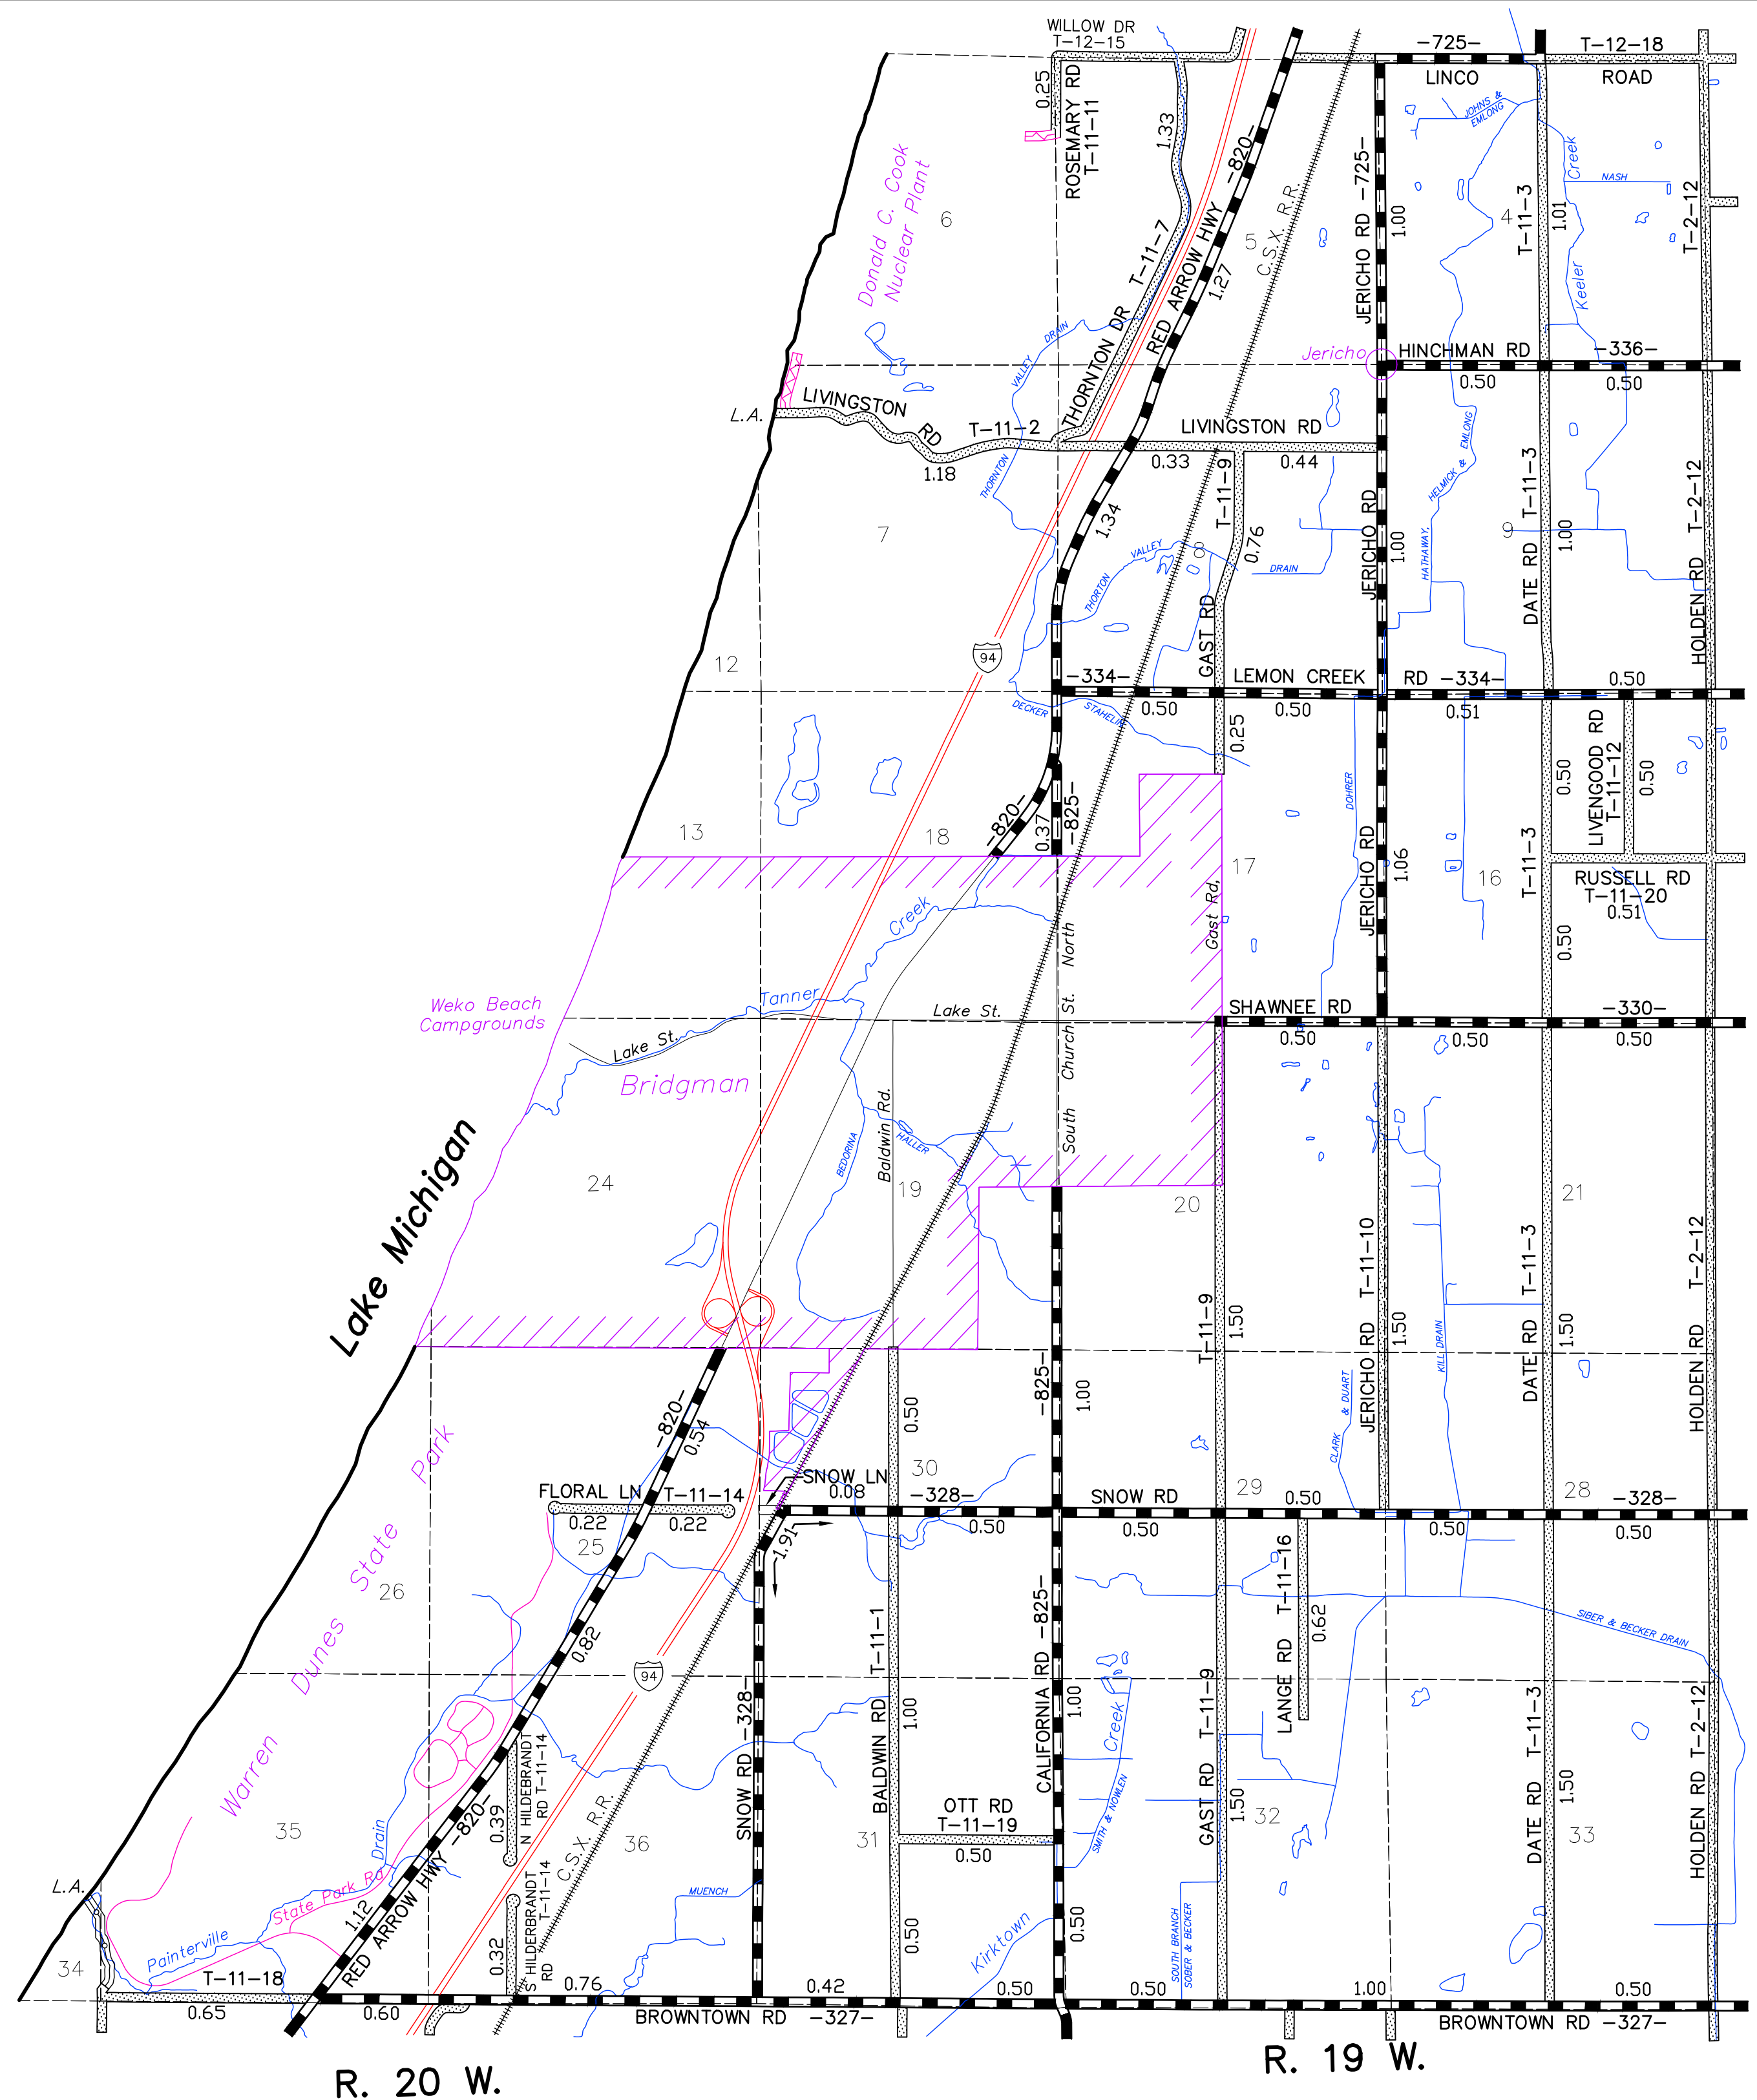 WILLOW DR
T-12-15
-725-
T-12-18
LINCO
ROAD
0.25
ROSEMARY RD
T-11-11
1.33
-820-
JOHNS &
EMLONG
Creek
NASH
Donald C. Cook
Nuclear Plant
6
5
4
C.S.X. R.R.
JERICHO RD -725-
1.00
T-11-3
1.01
T-2-12
Keeler
T-11-7
THORNTON DR
RED ARROW HWY
1.27
VALLEY
DRAIN
Jericho
HINCHMAN RD
-336-
0.50
0.50
L.A.
LIVINGSTON
RD
T-11-2
1.18
LIVINGSTON RD
0.33
0.44
THORNTON
7
1.34
T-11-9
0.76
8
VALLEY
THORTON
DRAIN
GAST RD
JERICHO RD
1.00
HATHAWAY,
HELMICK & EMLONG
9
DATE RD
T-11-3
1.00
HOLDEN RD
T-2-12
12
94
-334-
LEMON CREEK
RD -334-
0.50
0.50
0.50
0.51
DECKER
STAHELIN
0.25
13
18
-820-
0.37
-825-
17
DOHRER
JERICHO RD
1.06
16
T-11-3
0.50
LIVENGOOD RD
T-11-12
0.50
RUSSELL RD
T-11-20
0.51
0.50
Creek
North
Gast Rd,
Weko Beach
Campgrounds
Tanner
Lake St.
Church St.
SHAWNEE RD
-330-
0.50
0.50
0.50
Lake St.
Bridgman
South
Baldwin Rd.
BEDORINA
HALLER
Lake Michigan
24
19
20
21
T-11-9
1.50
JERICHO RD
T-11-10
1.50
KILL DRAIN
DATE RD
T-11-3
1.50
HOLDEN RD
T-2-12
-825-
1.00
-820-
0.54
0.50
CLARK & DUART
30
29
28
FLORAL LN
T-11-14
0.22
0.22
SNOW LN
0.08
-328-
0.50
SNOW RD
0.50
0.50
0.50
-328-
0.50
1.91
25
26
Warren Dunes State Park
0.82
94
T-11-1
BALDWIN RD
1.00
CALIFORNIA RD -825-
1.00
LANGE RD
T-11-16
0.62
SIBER & BECKER DRAIN
SNOW RD
-328-
N HILDEBRANDT
RD T-11-14
0.39
-820-
C.S.X. R.R.
OTT RD
T-11-19
0.50
Creek
SMITH & NOWLEN
GAST RD
T-11-9
1.50
32
DATE RD
T-11-3
1.50
33
HOLDEN RD T-2-12
35
36
31
Drain
L.A.
State Park Rd
1.12
RED ARROW HWY
S HILDERBRANDT
RD
T-11-14
0.32
MUENCH
0.50
Kirktown
0.50
SOUTH BRANCH
SOBER & BECKER
Painterville
34
T-11-18
0.65
0.60
0.76
0.42
0.50
0.50
1.00
0.50
BROWNTOWN RD -327-
BROWNTOWN RD -327-
R. 20 W.
R. 19 W.